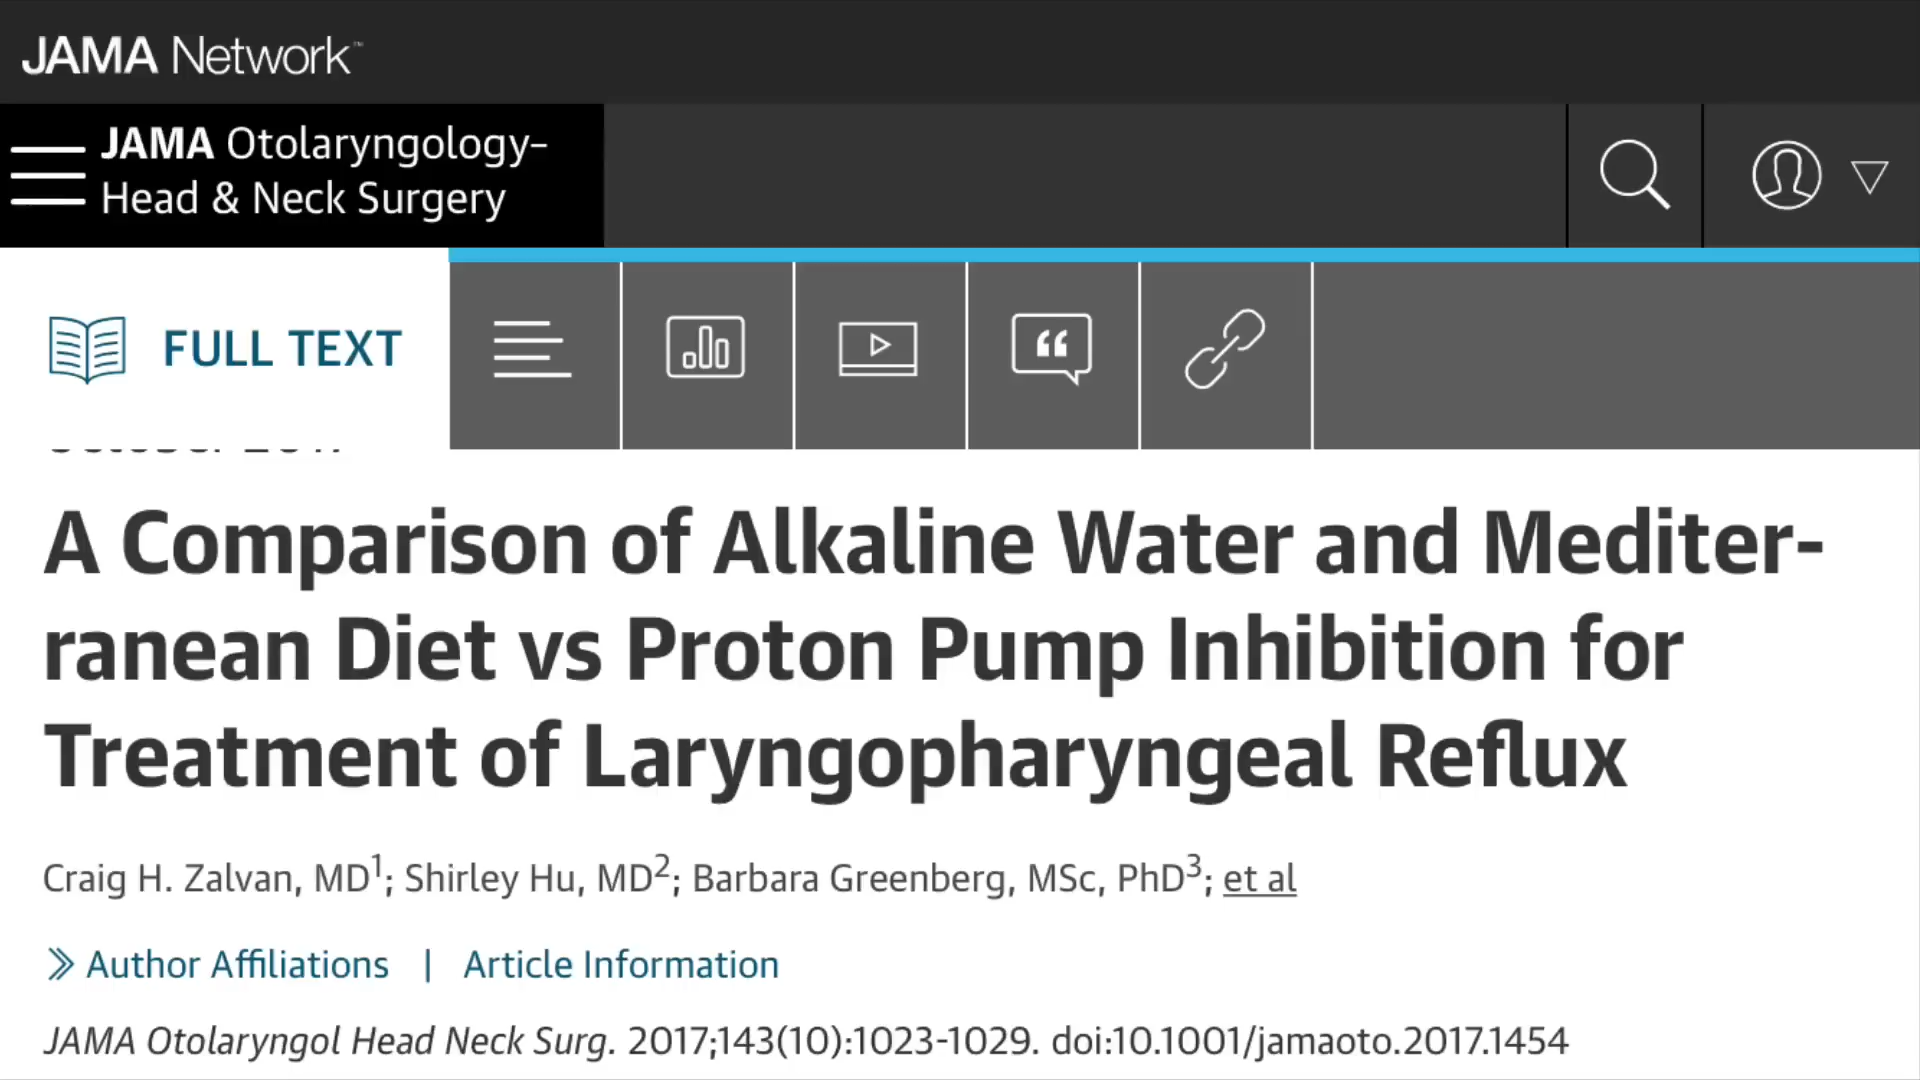 JAMA Network™
JAMA Otolaryngology–
Head & Neck Surgery
FULL TEXT
A Comparison of Alkaline Water and Mediter-
ranean Diet vs Proton Pump Inhibition for
Treatment of Laryngopharyngeal Reflux
Craig H. Zalvan, MD1; Shirley Hu, MD2; Barbara Greenberg, MSc, PhD3; et al
Author Affiliations | Article Information
JAMA Otolaryngol Head Neck Surg. 2017;143(10):1023-1029. doi:10.1001/jamaoto.2017.1454